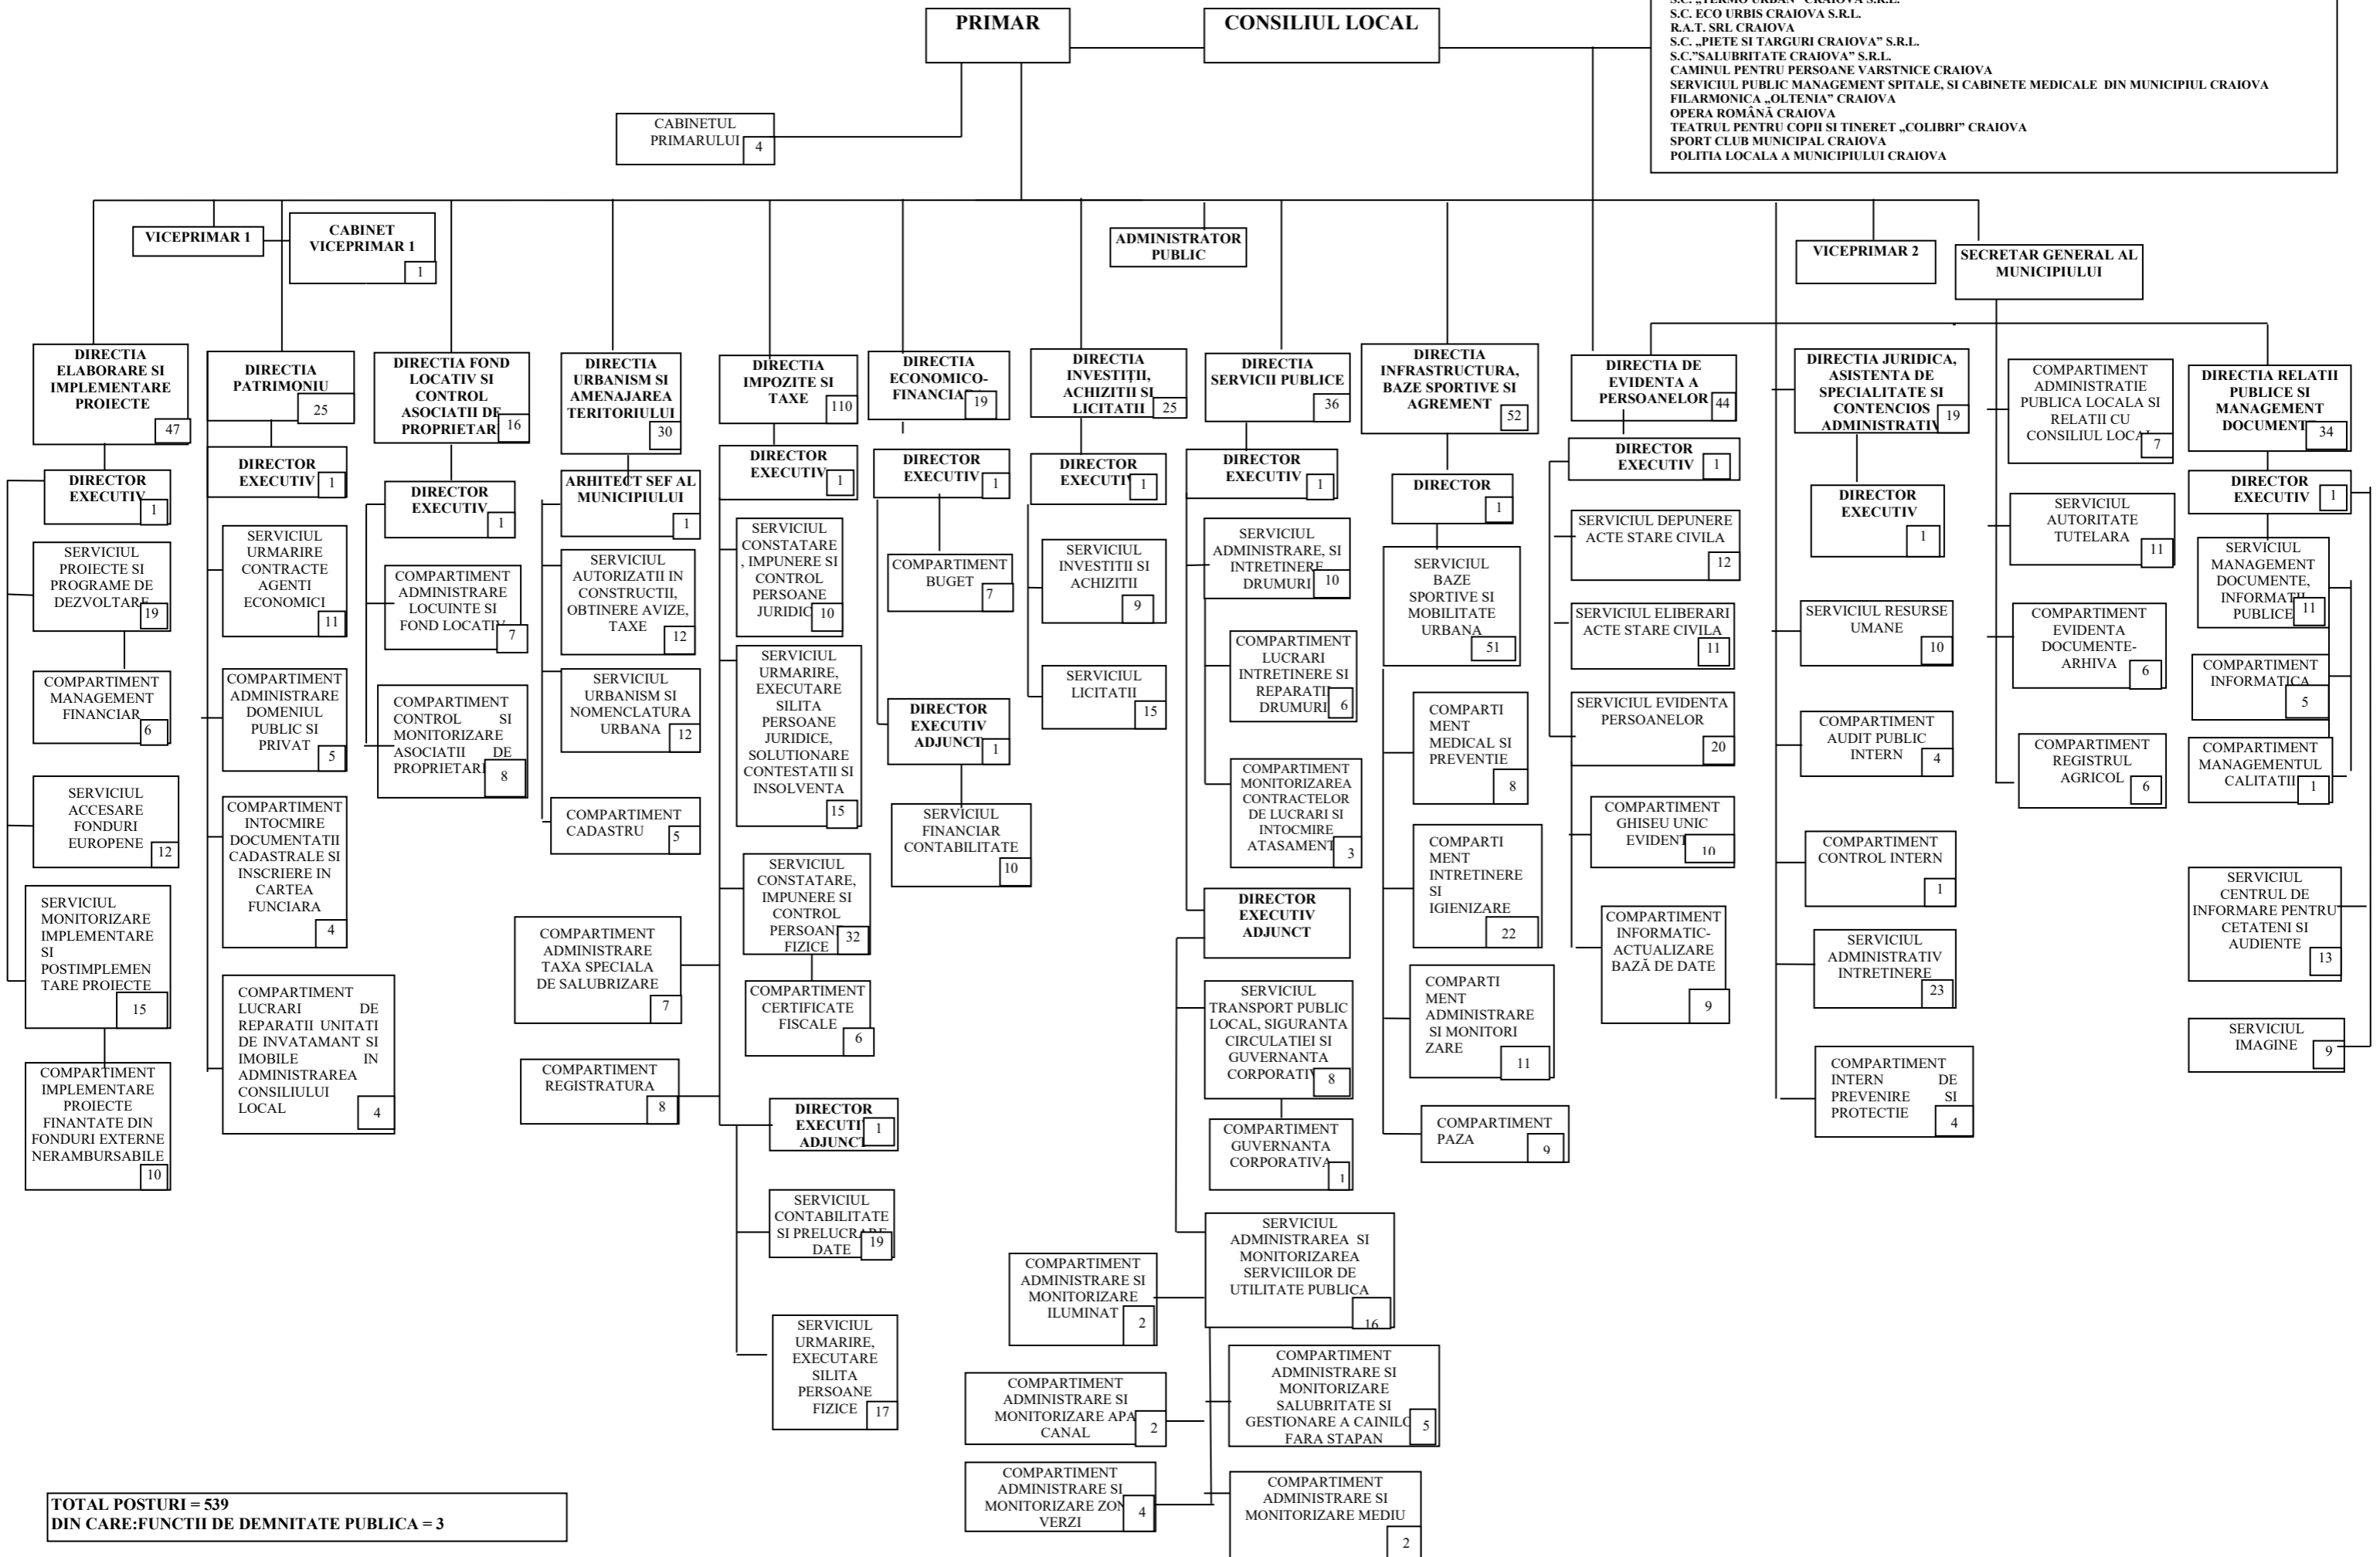 S.C. „TERMO URBAN” CRAIOVA S.R.L.
S.C. ECO URBIS CRAIOVA S.R.L.
R.A.T. SRL CRAIOVA
S.C. „PIETE SI TARGURI CRAIOVA” S.R.L.
S.C.”SALUBRITATE CRAIOVA” S.R.L.
CAMINUL PENTRU PERSOANE VARSTNICE CRAIOVA
SERVICIUL PUBLIC MANAGEMENT SPITALE, SI CABINETE MEDICALE DIN MUNICIPIUL CRAIOVA
FILARMONICA „OLTENIA” CRAIOVA
OPERA ROMÂNĂ CRAIOVA
TEATRUL PENTRU COPII SI TINERET „COLIBRI” CRAIOVA
SPORT CLUB MUNICIPAL CRAIOVA
POLITIA LOCALA A MUNICIPIULUI CRAIOVA
PRIMAR
CONSILIUL LOCAL
CABINETUL
PRIMARULUI
4
VICEPRIMAR 1
CABINET
VICEPRIMAR 1
1
ADMINISTRATOR
PUBLIC
VICEPRIMAR 2
SECRETAR GENERAL AL
MUNICIPIULUI
DIRECTIA
ELABORARE SI
IMPLEMENTARE
PROIECTE
47
DIRECTOR
EXECUTIV
1
SERVICIUL
PROIECTE SI
PROGRAME DE
DEZVOLTARE
19
COMPARTIMENT
MANAGEMENT
FINANCIAR
6
SERVICIUL
ACCESARE
FONDURI
EUROPENE
12
SERVICIUL
MONITORIZARE
IMPLEMENTARE
SI
POSTIMPLEMEN
TARE PROIECTE
15
COMPARTIMENT
IMPLEMENTARE
PROIECTE
FINANTATE DIN
FONDURI EXTERNE
NERAMBURSABILE
10
DIRECTIA
PATRIMONIU
25
DIRECTOR
EXECUTIV
1
SERVICIUL
URMARIRE
CONTRACTE
AGENTI
ECONOMICI
11
COMPARTIMENT
ADMINISTRARE
DOMENIUL
PUBLIC SI
PRIVAT
5
COMPARTIMENT
INTOCMIRE
DOCUMENTATII
CADASTRALE SI
INSCRIERE IN
CARTEA
FUNCIARA
4
COMPARTIMENT
LUCRARI DE
REPARATII UNITATI
DE INVATAMANT SI
IMOBILE IN
ADMINISTRAREA
CONSILIULUI
LOCAL
4
DIRECTIA FOND
LOCATIV SI
CONTROL
ASOCIATII DE
PROPRIETAR
16
DIRECTOR
EXECUTIV
1
COMPARTIMENT
ADMINISTRARE
LOCUINTE SI
FOND LOCATIV
7
COMPARTIMENT
CONTROL SI
MONITORIZARE
ASOCIATII DE
PROPRIETARI
8
DIRECTIA
URBANISM SI
AMENAJAREA
TERITORIULUI
30
ARHITECT SEF AL
MUNICIPIULUI
1
SERVICIUL
AUTORIZATII IN
CONSTRUCTII,
OBTINERE AVIZE,
TAXE
12
SERVICIUL
URBANISM SI
NOMENCLATURA
URBANA
12
COMPARTIMENT
CADASTRU
5
DIRECTIA
IMPOZITE SI
TAXE
110
DIRECTOR
EXECUTIV
1
SERVICIUL
CONSTATARE
, IMPUNERE SI
CONTROL
PERSOANE
JURIDIC
10
SERVICIUL
URMARIRE,
EXECUTARE
SILITA
PERSOANE
JURIDICE,
SOLUTIONARE
CONTESTATII SI
INSOLVENTA
15
SERVICIUL
CONSTATARE,
IMPUNERE SI
CONTROL
PERSOANE
FIZICE
32
COMPARTIMENT
CERTIFICATE
FISCALE
6
COMPARTIMENT
ADMINISTRARE
TAXA SPECIALA
DE SALUBRIZARE
7
COMPARTIMENT
REGISTRATURA
8
DIRECTOR
EXECUTIV
ADJUNCT
1
SERVICIUL
CONTABILITATE
SI PRELUCRARE
DATE
19
SERVICIUL
URMARIRE,
EXECUTARE
SILITA
PERSOANE
FIZICE
17
DIRECTIA
ECONOMICO-
FINANCIA
19
DIRECTOR
EXECUTIV
1
COMPARTIMENT
BUGET
7
DIRECTOR
EXECUTIV
ADJUNCT
1
SERVICIUL
FINANCIAR
CONTABILITATE
10
DIRECTIA
INVESTIȚII,
ACHIZITII SI
LICITATII
25
DIRECTOR
EXECUTIV
1
SERVICIUL
INVESTITII SI
ACHIZITII
9
SERVICIUL
LICITATII
15
DIRECTIA
SERVICII PUBLICE
36
DIRECTOR
EXECUTIV
1
SERVICIUL
ADMINISTRARE, SI
INTRETINERE
DRUMURI
10
COMPARTIMENT
LUCRARI
INTRETINERE SI
REPARATII
DRUMURI
6
COMPARTIMENT
MONITORIZAREA
CONTRACTELOR
DE LUCRARI SI
INTOCMIRE
ATASAMENT
3
DIRECTOR
EXECUTIV
ADJUNCT
SERVICIUL
TRANSPORT PUBLIC
LOCAL, SIGURANTA
CIRCULATIEI SI
GUVERNANTA
CORPORATIV
8
COMPARTIMENT
GUVERNANTA
CORPORATIVA
1
SERVICIUL
ADMINISTRAREA SI
MONITORIZAREA
SERVICIILOR DE
UTILITATE PUBLICA
16
COMPARTIMENT
ADMINISTRARE SI
MONITORIZARE
ILUMINAT
2
COMPARTIMENT
ADMINISTRARE SI
MONITORIZARE APA
CANAL
2
COMPARTIMENT
ADMINISTRARE SI
MONITORIZARE
SALUBRITATE SI
GESTIONARE A CAINILO
FARA STAPAN
5
COMPARTIMENT
ADMINISTRARE SI
MONITORIZARE ZON
VERZI
4
COMPARTIMENT
ADMINISTRARE SI
MONITORIZARE MEDIU
2
DIRECTIA
INFRASTRUCTURA,
BAZE SPORTIVE SI
AGREMENT
52
DIRECTOR
1
SERVICIUL
BAZE
SPORTIVE SI
MOBILITATE
URBANA
51
COMPARTI
MENT
MEDICAL SI
PREVENTIE
8
COMPARTI
MENT
INTRETINERE
SI
IGIENIZARE
22
COMPARTI
MENT
ADMINISTRARE
SI MONITORI
ZARE
11
COMPARTIMENT
PAZA
9
DIRECTIA DE
EVIDENTA A
PERSOANELOR
44
DIRECTOR
EXECUTIV
1
SERVICIUL DEPUNERE
ACTE STARE CIVILA
12
SERVICIUL ELIBERARI
ACTE STARE CIVILA
11
SERVICIUL EVIDENTA
PERSOANELOR
20
COMPARTIMENT
GHISEU UNIC
EVIDENT
10
COMPARTIMENT
INFORMATIC-
ACTUALIZARE
BAZĂ DE DATE
9
DIRECTIA JURIDICA,
ASISTENTA DE
SPECIALITATE SI
CONTENCIOS
ADMINISTRATIV
19
DIRECTOR
EXECUTIV
1
SERVICIUL RESURSE
UMANE
10
COMPARTIMENT
AUDIT PUBLIC
INTERN
4
COMPARTIMENT
CONTROL INTERN
1
SERVICIUL
ADMINISTRATIV
INTRETINERE
23
COMPARTIMENT
INTERN DE
PREVENIRE SI
PROTECTIE
4
COMPARTIMENT
ADMINISTRATIE
PUBLICA LOCALA SI
RELATII CU
CONSILIUL LOCAL
7
SERVICIUL
AUTORITATE
TUTELARA
11
COMPARTIMENT
EVIDENTA
DOCUMENTE-
ARHIVA
6
COMPARTIMENT
REGISTRUL
AGRICOL
6
DIRECTIA RELATII
PUBLICE SI
MANAGEMENT
DOCUMENT
34
DIRECTOR
EXECUTIV
1
SERVICIUL
MANAGEMENT
DOCUMENTE,
INFORMATII
PUBLICE
11
COMPARTIMENT
INFORMATICA
5
COMPARTIMENT
MANAGEMENTUL
CALITATII
1
SERVICIUL
CENTRUL DE
INFORMARE PENTRU
CETATENI SI
AUDIENTE
13
SERVICIUL
IMAGINE
9
TOTAL POSTURI = 539
DIN CARE:FUNCTII DE DEMNITATE PUBLICA = 3